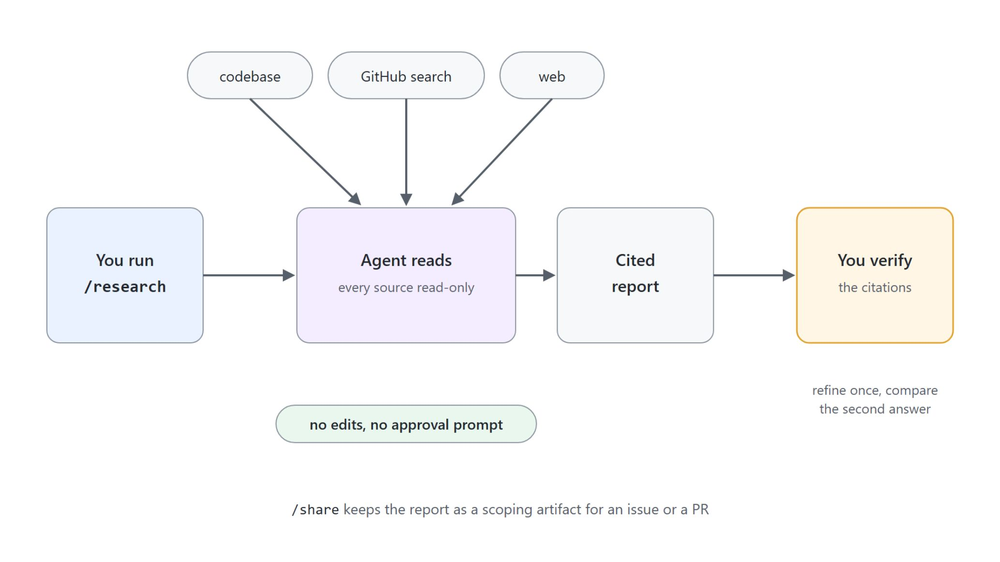 codebase
GitHub search
web
You run
/research
Agent reads
every source read-only
Cited
report
You verify
the citations
refine once, compare
the second answer
no edits, no approval prompt
/share keeps the report as a scoping artifact for an issue or a PR